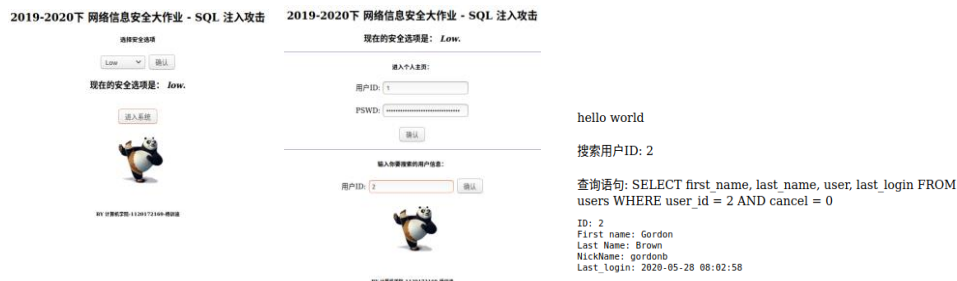 2019-2020下 网络信息安全大作业 - SQL 注入攻击
选择安全选项
Low 确认
现在的安全选项是： low.
进入系统
2019-2020下 网络信息安全大作业 - SQL 注入攻击
现在的安全选项是： Low.
进入个人主页：
用户ID: 1
PSWD:
确认
输入你要搜索的用户信息：
用户ID: 2 确认
hello world
搜索用户ID: 2
查询语句: SELECT first_name, last_name, user, last_login FROM
users WHERE user_id = 2 AND cancel = 0
ID: 2
First name: Gordon
Last Name: Brown
NickName: gordonb
Last_login: 2020-05-28 08:02:58